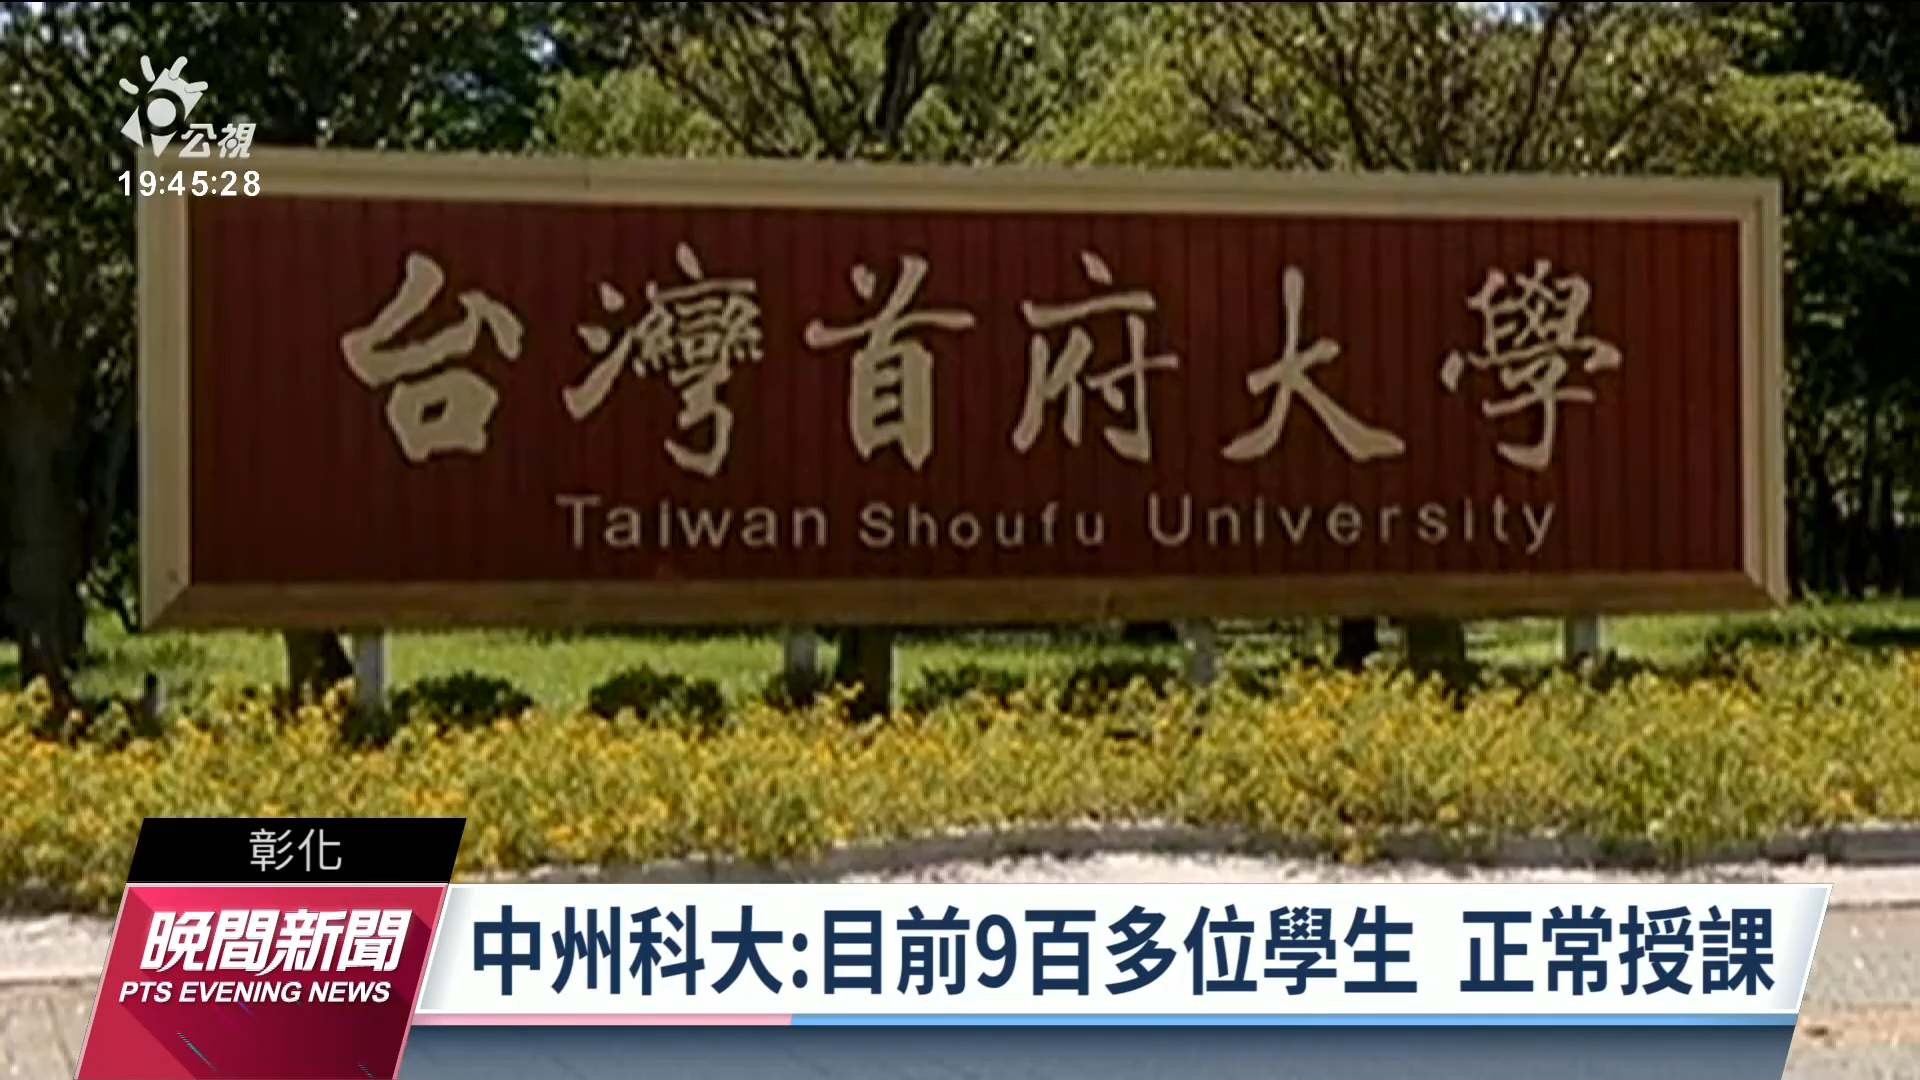 公視
19:45:28
台灣首府大學
Taiwan Shoufu University
彰化
晚間新聞
PTS EVENING NEWS
中州科大:目前9百多位學生 正常授課